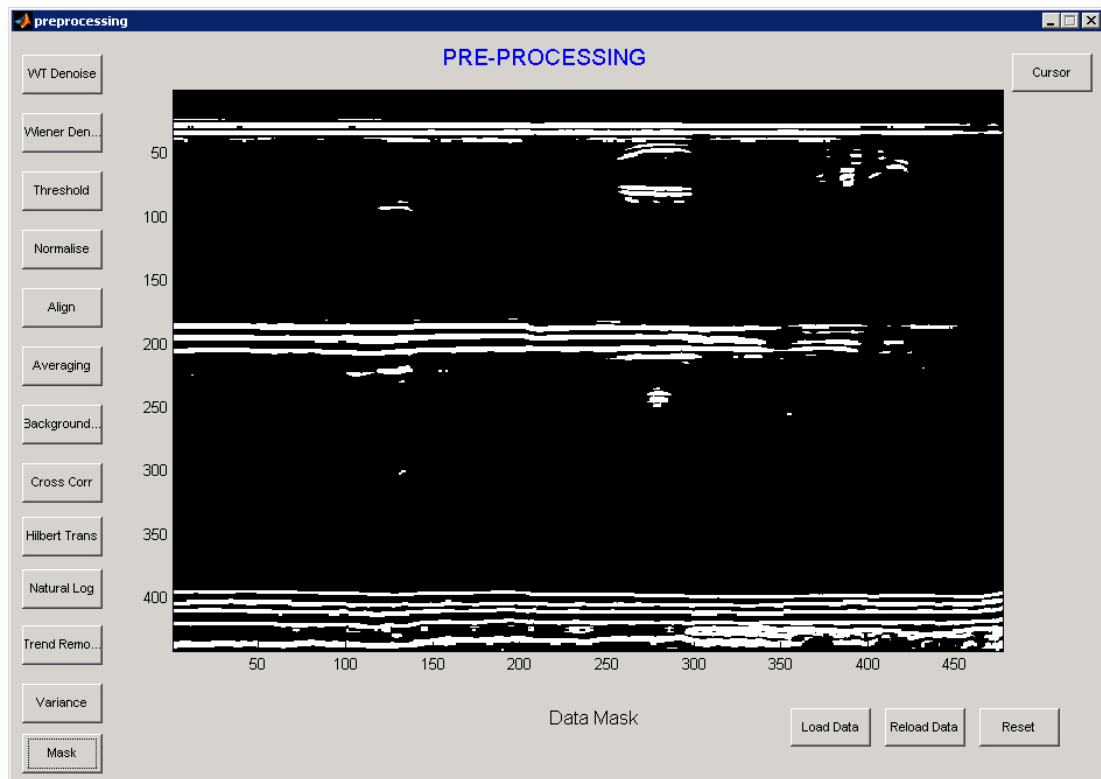 preprocessing
PRE-PROCESSING
WT Denoise
Wiener Den...
Threshold
Normalise
Align
Averaging
Background...
Cross Corr
Hilbert Trans
Natural Log
Trend Remo...
Variance
Mask
Cursor
50
100
150
200
250
300
350
400
50 100 150 200 250 300 350 400 450
Data Mask
Load Data Reload Data Reset